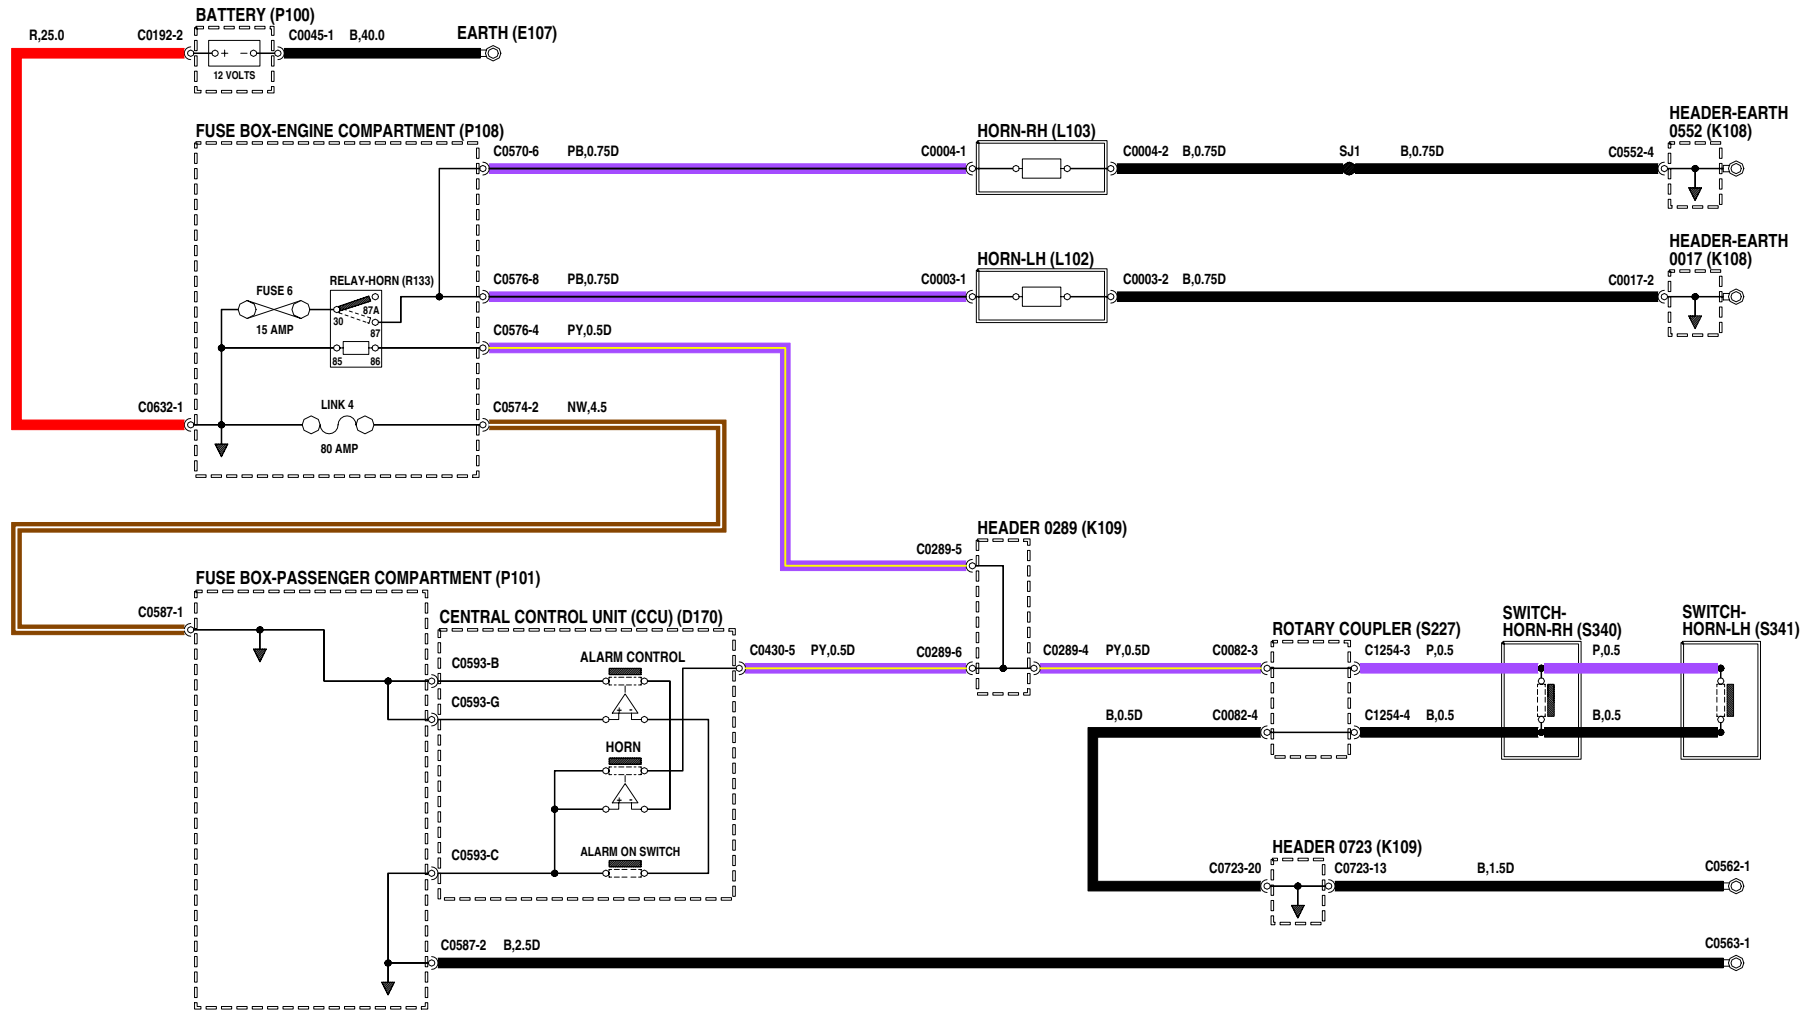 BATTERY (P100)
R,25.0
C0192-2
C0045-1
B,40.0
EARTH (E107)
+
-
12 VOLTS
FUSE BOX-ENGINE COMPARTMENT (P108)
C0570-6
PB,0.75D
C0004-1
HORN-RH (L103)
C0004-2
B,0.75D
SJ1
B,0.75D
C0552-4
HEADER-EARTH
0552 (K108)
RELAY-HORN (R133)
FUSE 6
15 AMP
87A
30
87
85
86
C0576-8
PB,0.75D
C0003-1
HORN-LH (L102)
C0003-2
B,0.75D
C0017-2
HEADER-EARTH
0017 (K108)
C0576-4
PY,0.5D
C0632-1
LINK 4
80 AMP
C0574-2
NW,4.5
HEADER 0289 (K109)
C0289-5
FUSE BOX-PASSENGER COMPARTMENT (P101)
C0587-1
CENTRAL CONTROL UNIT (CCU) (D170)
C0593-B
ALARM CONTROL
C0593-G
+
-
HORN
+
-
C0593-C
ALARM ON SWITCH
C0430-5
PY,0.5D
C0289-6
C0289-4
PY,0.5D
C0082-3
ROTARY COUPLER (S227)
C1254-3
P,0.5
SWITCH-
HORN-RH (S340)
P,0.5
SWITCH-
HORN-LH (S341)
B,0.5D
C0082-4
C1254-4
B,0.5
B,0.5
HEADER 0723 (K109)
C0723-20
C0723-13
B,1.5D
C0562-1
C0587-2
B,2.5D
C0563-1